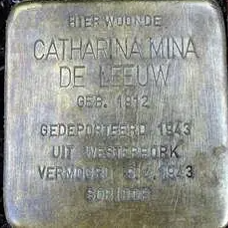 HIER WOONDE
CATHARINA MINA
DE LEEUW
GEB. 1912
GEDEPORTEERD 1943
UIT WESTERBORK
VERMOORD 1943
SOBIBOR